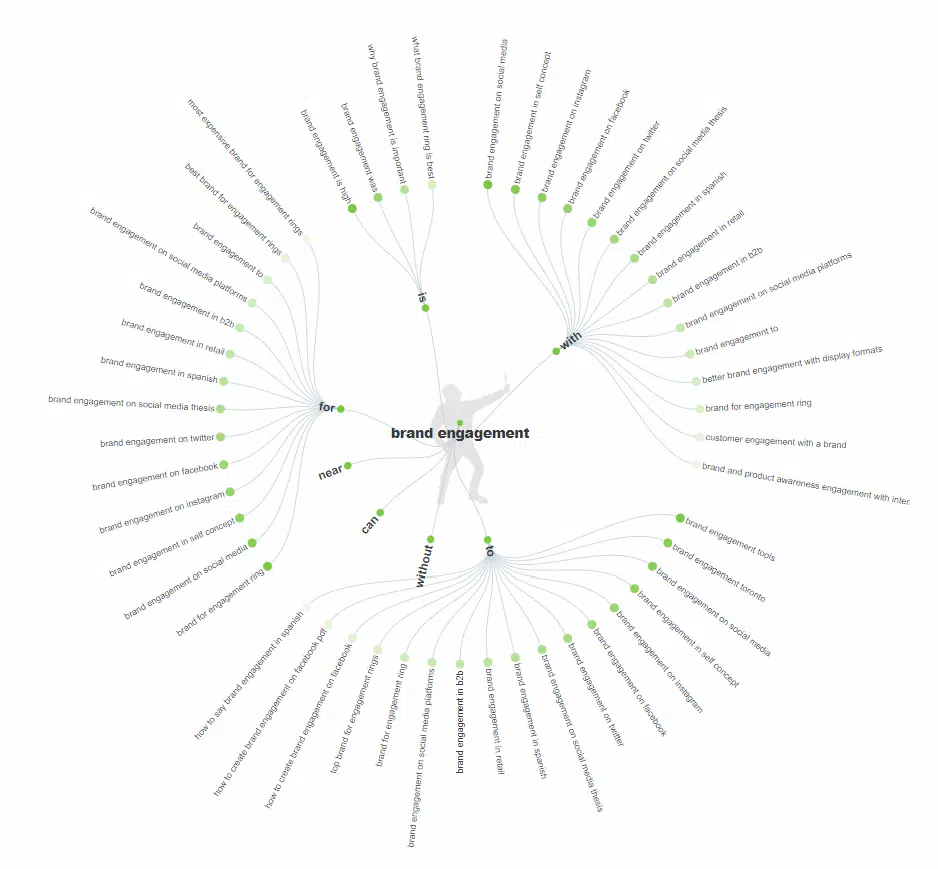 brand engagement
is
brand engagement is high
brand engagement was
why brand engagement is important
what brand engagement ring is best
with
brand engagement on social media
brand engagement in self concept
brand engagement on instagram
brand engagement on facebook
brand engagement on twitter
brand engagement on social media thesis
brand engagement in spanish
brand engagement in retail
brand engagement in b2b
brand engagement on social media platforms
brand engagement to
better brand engagement with display formats
brand for engagement ring
customer engagement with a brand
brand and product awareness engagement with inter.
to
brand engagement tools
brand engagement toronto
brand engagement on social media
brand engagement in self concept
brand engagement on instagram
brand engagement on facebook
brand engagement on twitter
brand engagement on social media thesis
brand engagement in spanish
brand engagement in retail
brand engagement in b2b
brand engagement on social media platforms
brand for engagement ring
top brand for engagement rings
how to create brand engagement on facebook
how to create brand engagement on facebook pdf
how to say brand engagement in spanish
without
can
near
for
brand for engagement ring
brand engagement on social media
brand engagement in self concept
brand engagement on instagram
brand engagement on facebook
brand engagement on twitter
brand engagement on social media thesis
brand engagement in spanish
brand engagement in retail
brand engagement in b2b
brand engagement on social media platforms
brand engagement to
best brand for engagement rings
most expensive brand for engagement rings